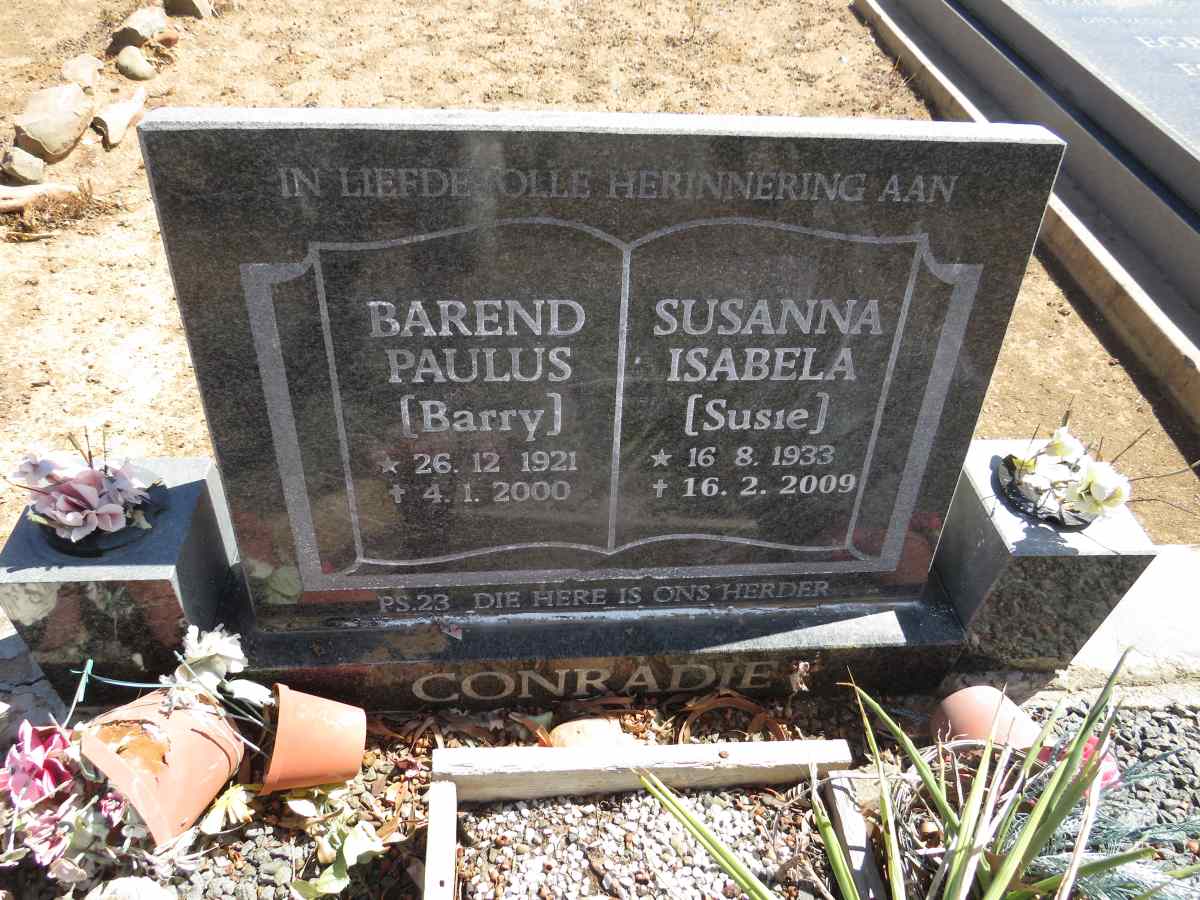 IN LIEFDEVOLLE HERINNERING AAN
BAREND
PAULUS
[Barry]
★ 26. 12 1921
✝ 4. 1. 2000
SUSANNA
ISABELA
[Susie]
★ 16 8. 1933
✝ 16. 2. 2009
PS.23 DIE HERE IS ONS HERDER
CONRADIE